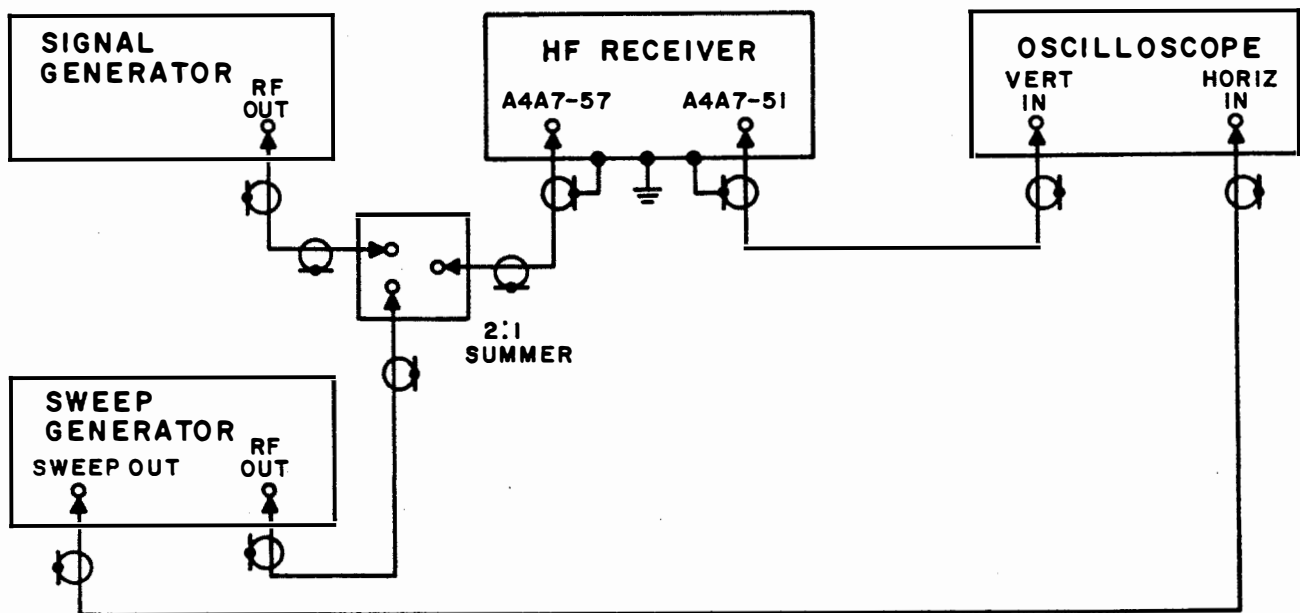 SIGNAL
GENERATOR
RF
OUT
HF RECEIVER
A4A7-57
A4A7-51
OSCILLOSCOPE
VERT
IN
HORIZ
IN
2:1
SUMMER
SWEEP
GENERATOR
SWEEP OUT
RF
OUT